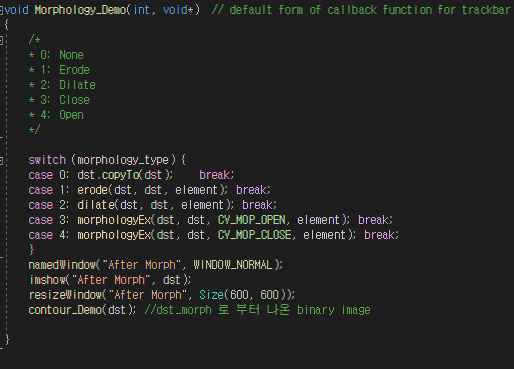 void Morphology_Demo(int, void*)  // default form of callback function for trackbar
{
/*
* 0: None
* 1: Erode
* 2: Dilate
* 3: Close
* 4: Open
*/
switch (morphology_type) {
case 0: dst.copyTo(dst);    break;
case 1: erode(dst, dst, element); break;
case 2: dilate(dst, dst, element); break;
case 3: morphologyEx(dst, dst, CV_MOP_OPEN, element); break;
case 4: morphologyEx(dst, dst, CV_MOP_CLOSE, element); break;
}
namedWindow("After Morph", WINDOW_NORMAL);
imshow("After Morph", dst);
resizeWindow("After Morph", Size(600, 600));
contour_Demo(dst); //dst_morph 로 부터 나온 binary image
}